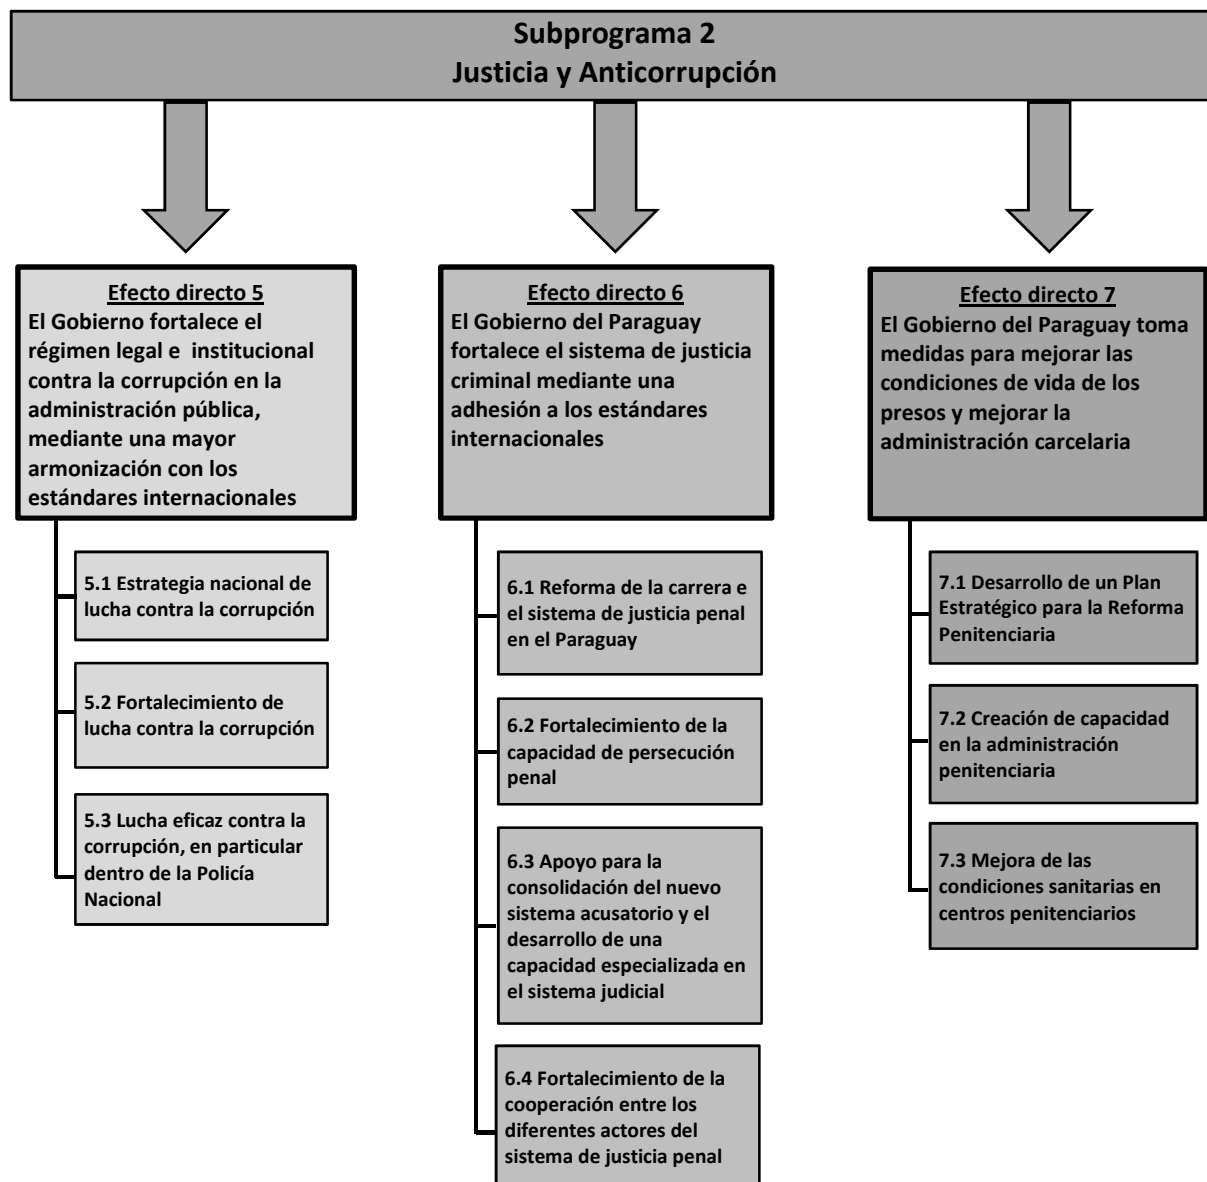 Subprograma 2
Justicia y Anticorrupción
Efecto directo 5
El Gobierno fortalece el
régimen legal e institucional
contra la corrupción en la
administración pública,
mediante una mayor
armonización con los
estándares internacionales
5.1 Estrategia nacional de
lucha contra la corrupción
5.2 Fortalecimiento de
lucha contra la corrupción
5.3 Lucha eficaz contra la
corrupción, en particular
dentro de la Policía
Nacional
Efecto directo 6
El Gobierno del Paraguay
fortalece el sistema de justicia
criminal mediante una
adhesión a los estándares
internacionales
6.1 Reforma de la carrera e
el sistema de justicia penal
en el Paraguay
6.2 Fortalecimiento de la
capacidad de persecución
penal
6.3 Apoyo para la
consolidación del nuevo
sistema acusatorio y el
desarrollo de una
capacidad especializada en
el sistema judicial
6.4 Fortalecimiento de la
cooperación entre los
diferentes actores del
sistema de justicia penal
Efecto directo 7
El Gobierno del Paraguay toma
medidas para mejorar las
condiciones de vida de los
presos y mejorar la
administración carcelaria
7.1 Desarrollo de un Plan
Estratégico para la Reforma
Penitenciaria
7.2 Creación de capacidad
en la administración
penitenciaria
7.3 Mejora de las
condiciones sanitarias en
centros penitenciarios